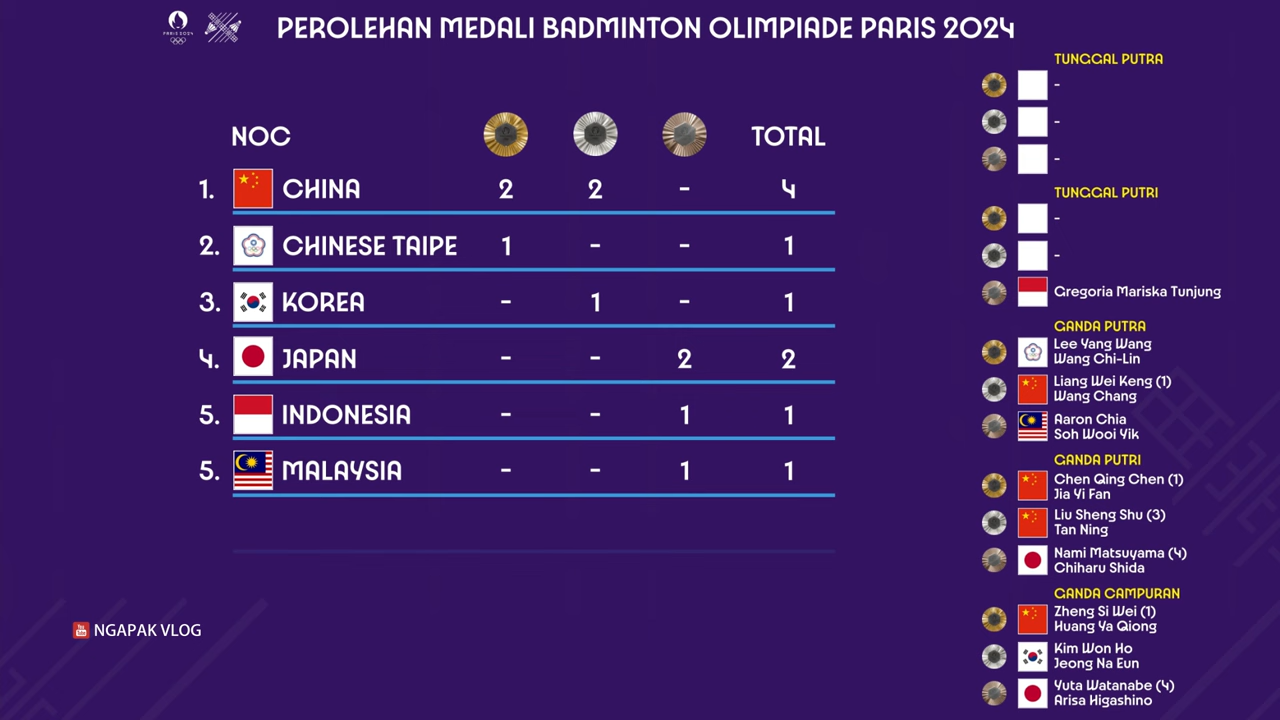 PARIS 2024
PEROLEHAN MEDALI BADMINTON OLIMPIADE PARIS 2024
NOC TOTAL
1. CHINA 2 2 - 4
2. CHINESE TAIPE 1 - - 1
3. KOREA - 1 - 1
4. JAPAN - - 2 2
5. INDONESIA - - 1 1
5. MALAYSIA - - 1 1
NGAPAK VLOG
TUNGGAL PUTRA
-
-
-
TUNGGAL PUTRI
-
-
Gregoria Mariska Tunjung
GANDA PUTRA
Lee Yang Wang
Wang Chi-Lin
Liang Wei Keng (1)
Wang Chang
Aaron Chia
Soh Wooi Yik
GANDA PUTRI
Chen Qing Chen (1)
Jia Yi Fan
Liu Sheng Shu (3)
Tan Ning
Nami Matsuyama (4)
Chiharu Shida
GANDA CAMPURAN
Zheng Si Wei (1)
Huang Ya Qiong
Kim Won Ho
Jeong Na Eun
Yuta Watanabe (4)
Arisa Higashino